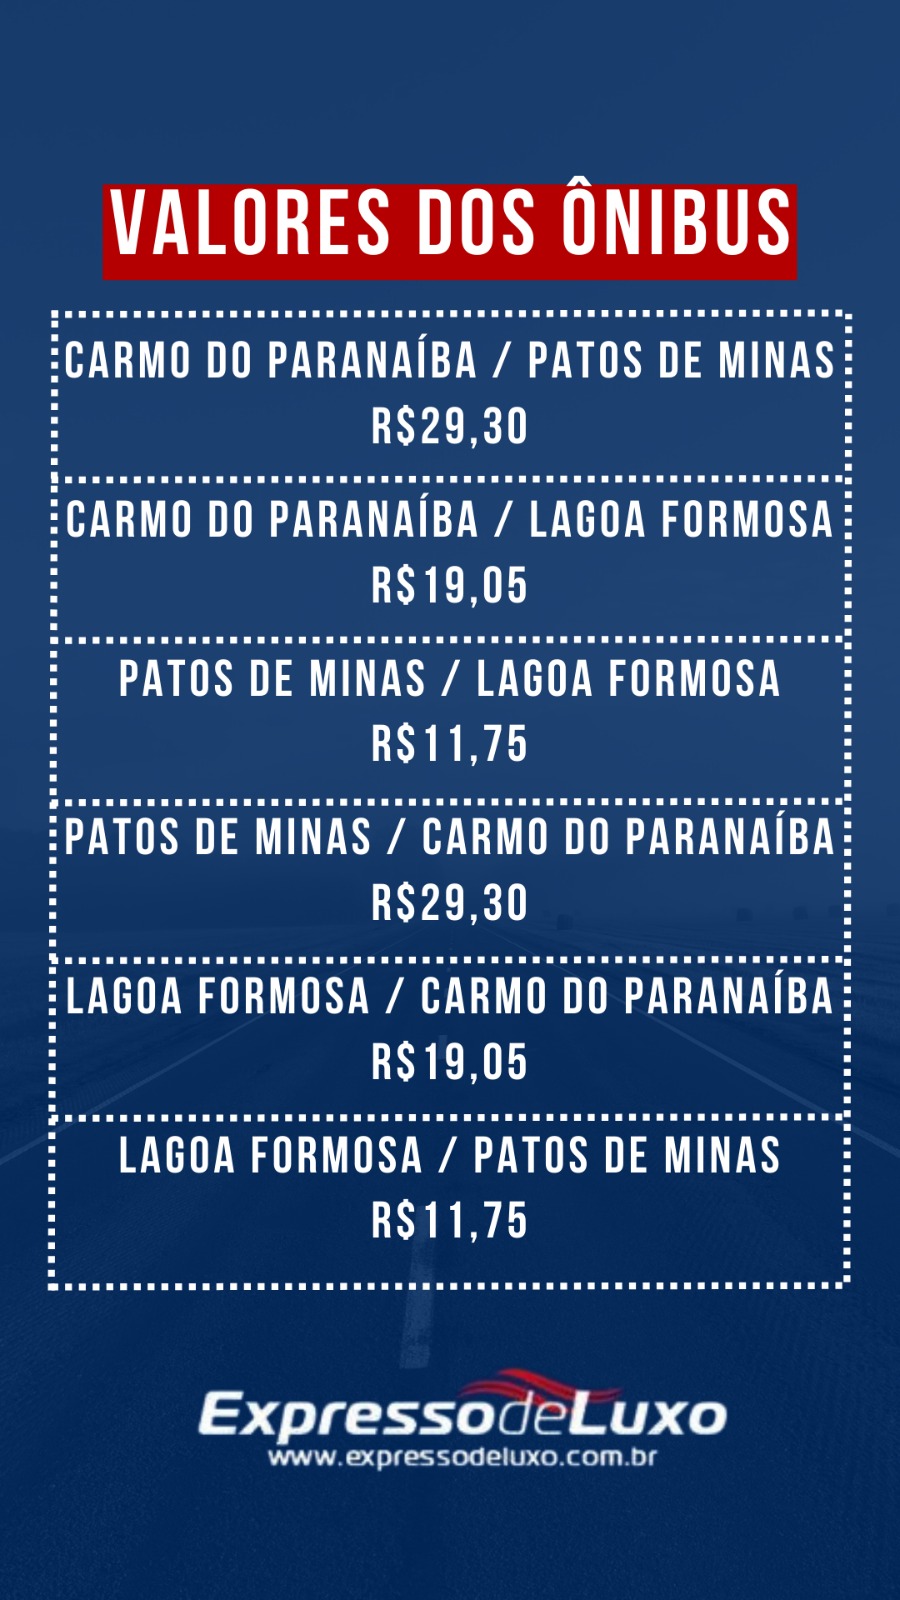 VALORES DOS ÔNIBUS
CARMO DO PARANAÍBA / PATOS DE MINAS
R$29,30
CARMO DO PARANAÍBA / LAGOA FORMOSA
R$19,05
PATOS DE MINAS / LAGOA FORMOSA
R$11,75
PATOS DE MINAS / CARMO DO PARANAÍBA
R$29,30
LAGOA FORMOSA / CARMO DO PARANAÍBA
R$19,05
LAGOA FORMOSA / PATOS DE MINAS
R$11,75
ExpressodeLuxo
www.expressodeluxo.com.br